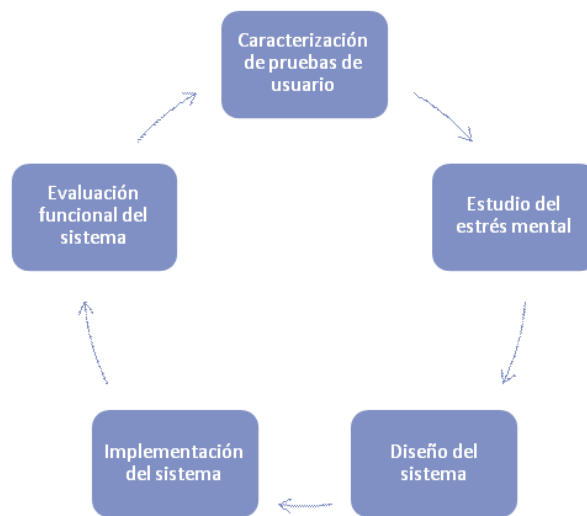 Caracterización
de pruebas de
usuario
Estudio del
estrés mental
Diseño del
sistema
Implementación
del sistema
Evaluación
funcional del
sistema